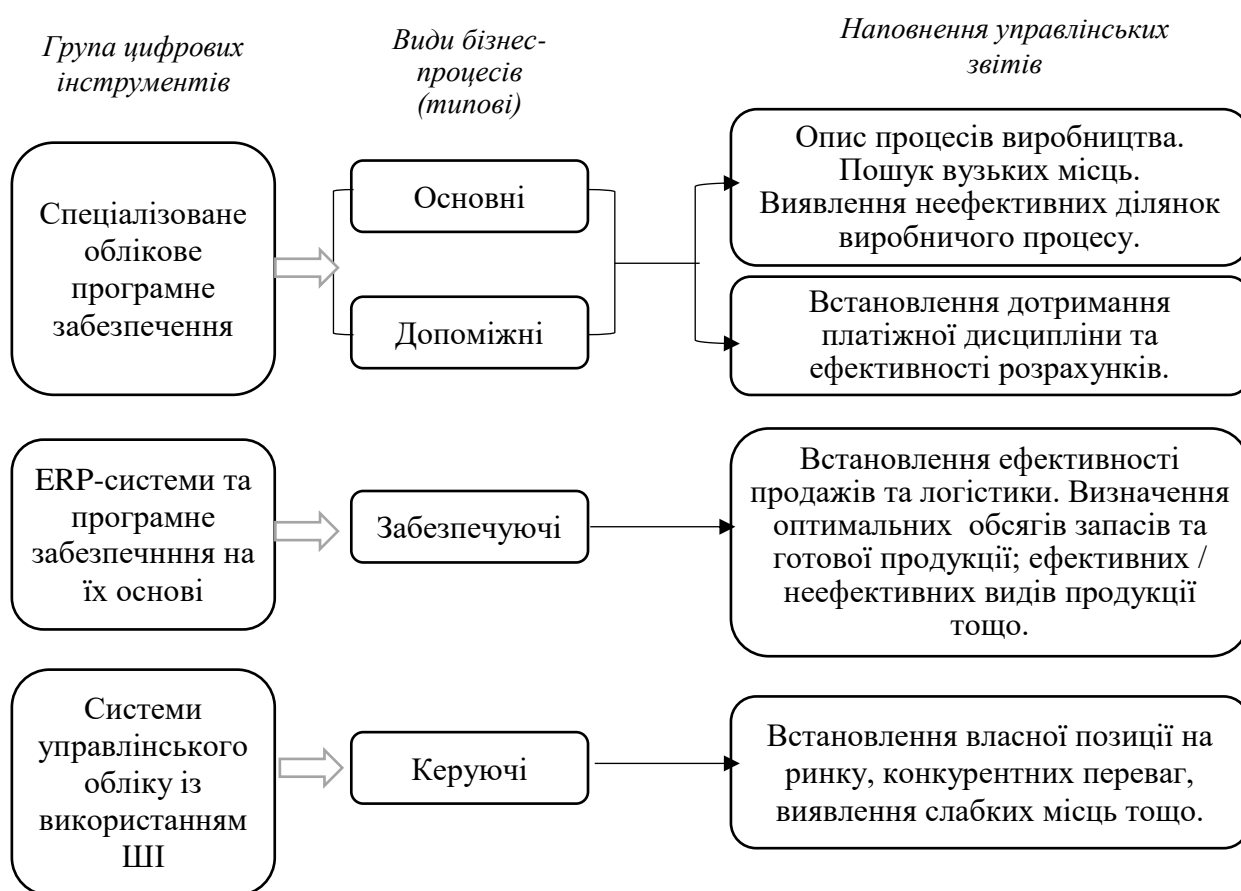 Група цифрових
інструментів
Види бізнес-
процесів
(типові)
Наповнення управлінських
звітів
Спеціалізоване
облікове
програмне
забезпечення
Основні
Допоміжні
Опис процесів виробництва.
Пошук вузьких місць.
Виявлення неефективних ділянок
виробничого процесу.
Встановлення дотримання
платіжної дисципліни та
ефективності розрахунків.
ERP-системи та
програмне
забезпечнння на
їх основі
Забезпечуючі
Встановлення ефективності
продажів та логістики. Визначення
оптимальних обсягів запасів та
готової продукції; ефективних /
неефективних видів продукції
тощо.
Системи
управлінського
обліку із
використанням
ШІ
Керуючі
Встановлення власної позиції на
ринку, конкурентних переваг,
виявлення слабких місць тощо.